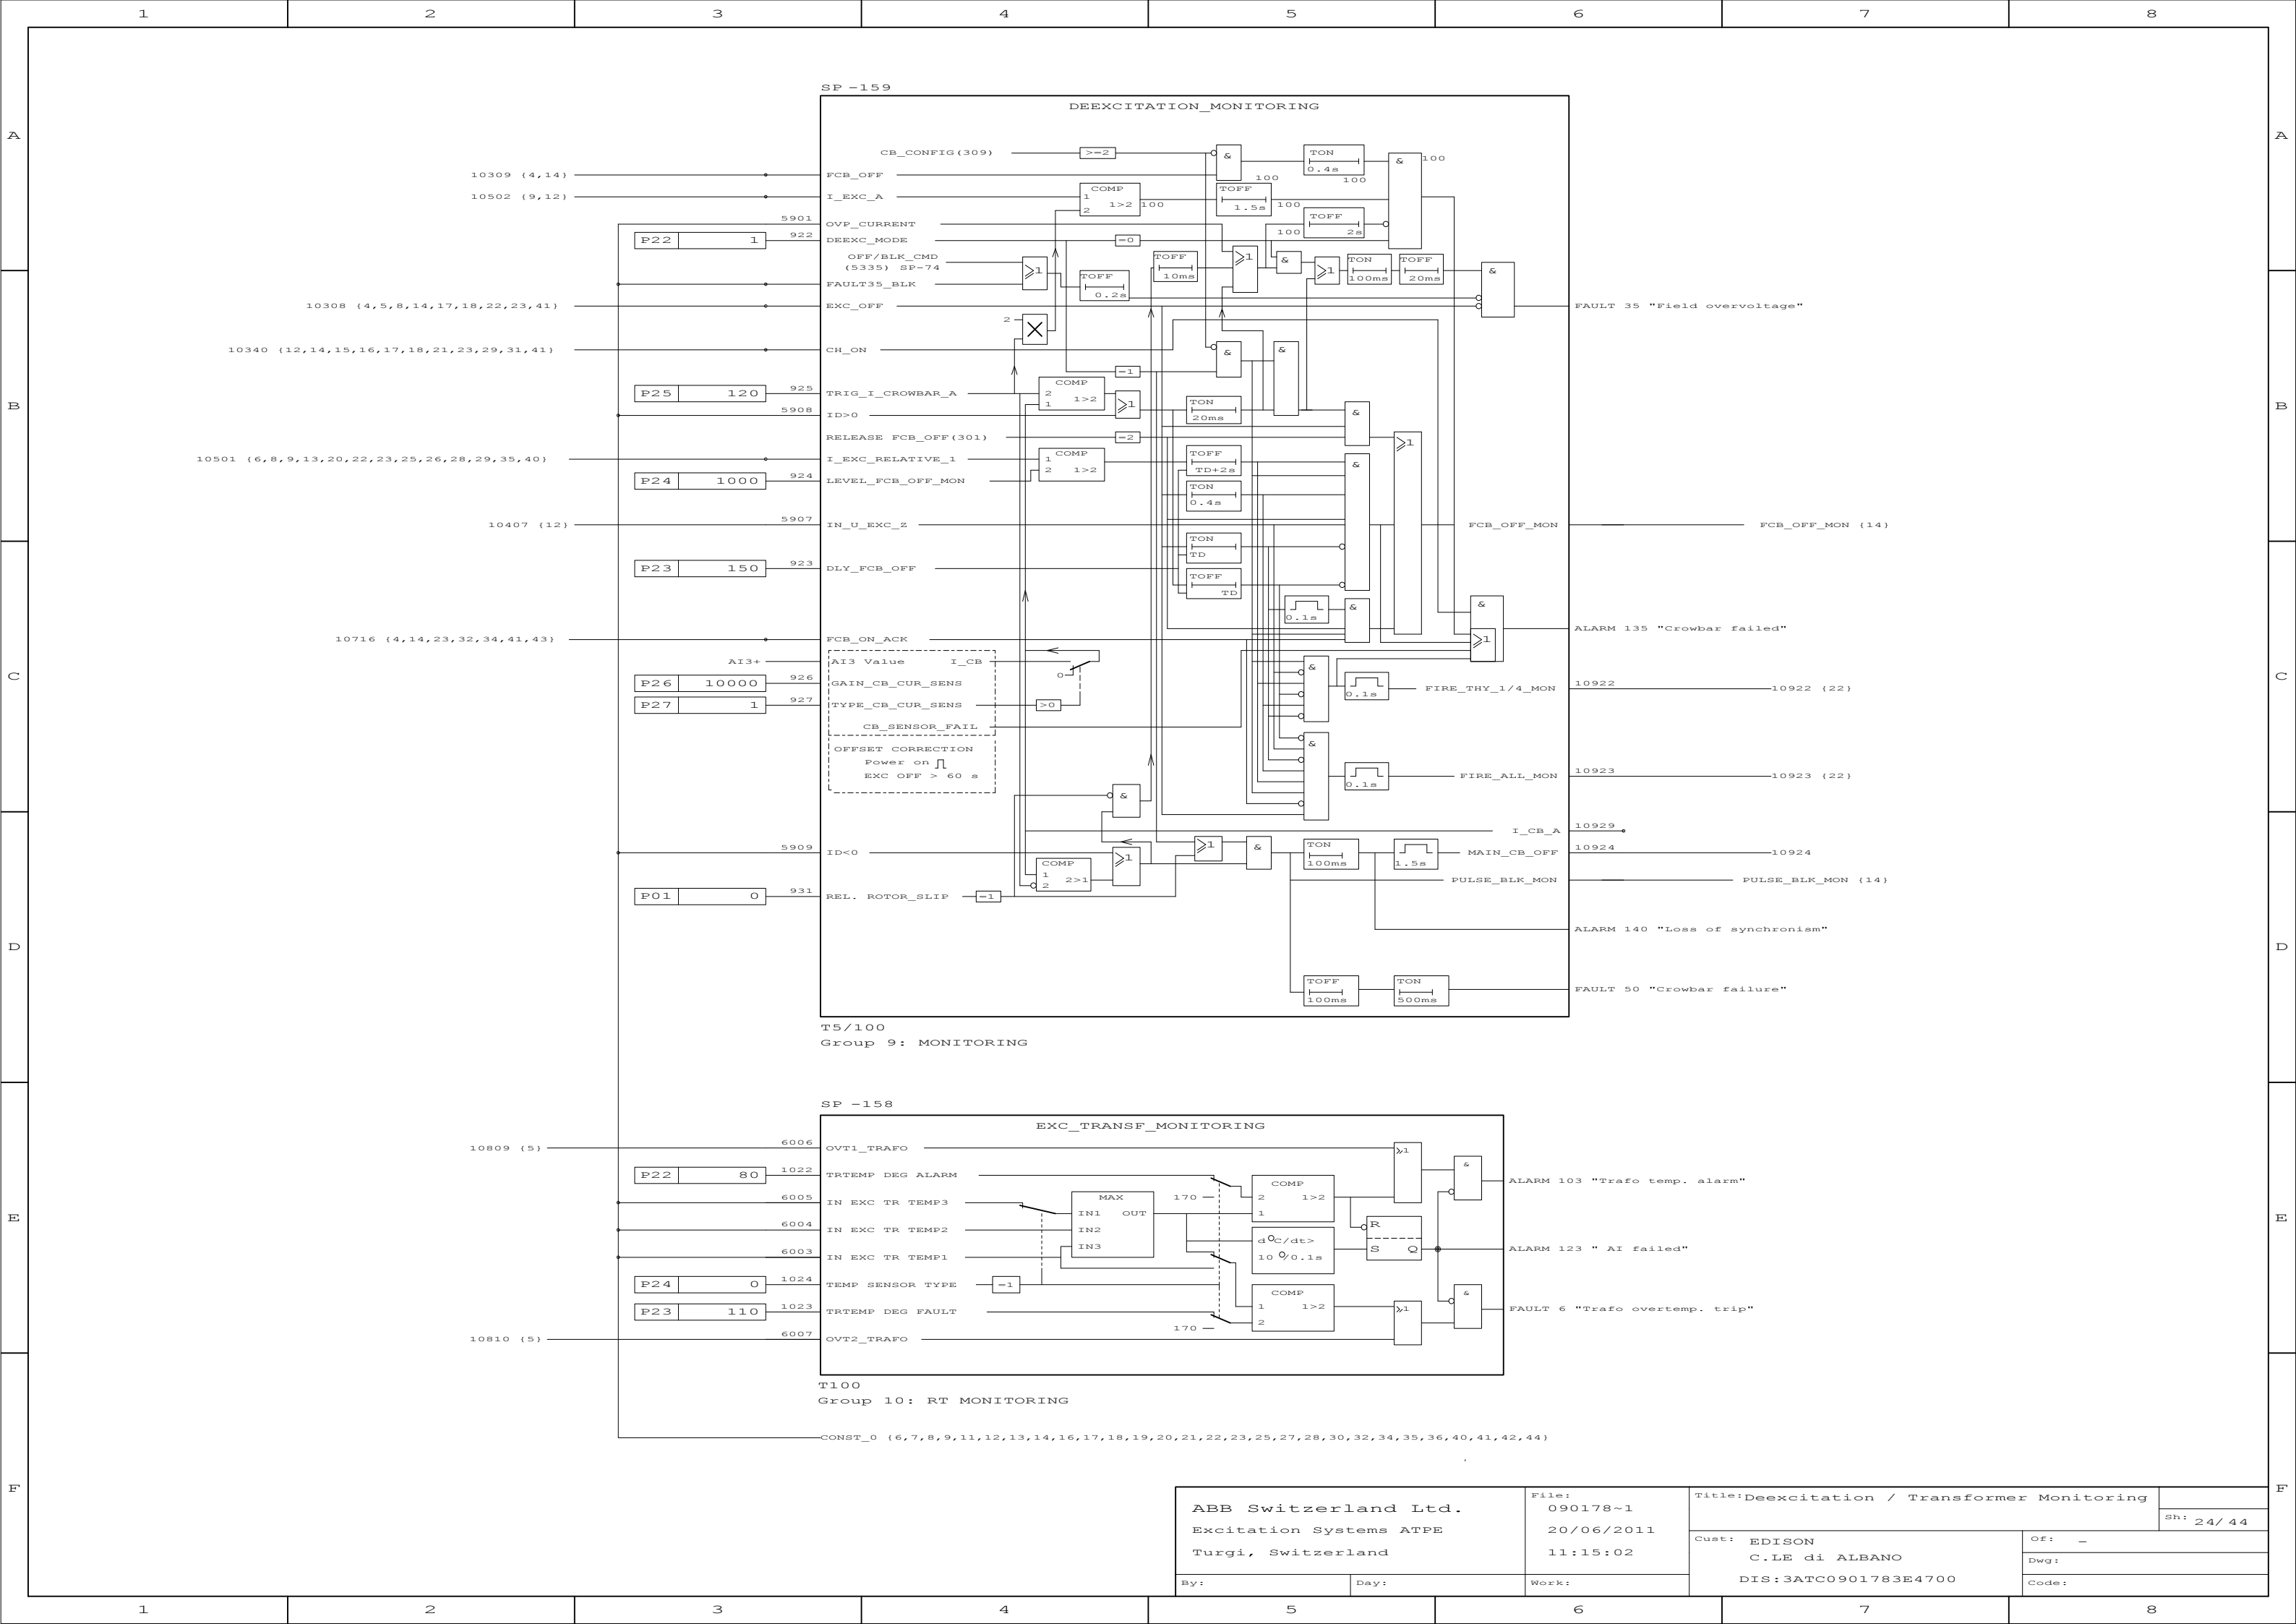 1 2 3 4 5 6 7 8
A A
B B
C C
D D
E E
F F
SP -159
DEEXCITATION_MONITORING
CB_CONFIG(309) >=2 & TON 0.4s & 100
100 100
10309 {4,14} FCB_OFF
10502 {9,12} I_EXC_A COMP 1 2 1>2 100 TOFF 1.5s 100
5901 OVP_CURRENT TOFF 2s
P22 1 922 DEEXC_MODE =0 100
OFF/BLK_CMD
(5335) SP-74 >1 TOFF 0.2s TOFF 10ms >1 & >1 TON 100ms TOFF 20ms &
FAULT35_BLK
10308 {4,5,8,14,17,18,22,23,41} EXC_OFF FAULT 35 "Field overvoltage"
2
10340 {12,14,15,16,17,18,21,23,29,31,41} CH_ON & &
=1
P25 120 925 TRIG_I_CROWBAR_A COMP 2 1 1>2 >1 TON 20ms &
5908 ID>0
RELEASE FCB_OFF(301) =2 >1
10501 {6,8,9,13,20,22,23,25,26,28,29,35,40} I_EXC_RELATIVE_1 COMP 1 2 1>2 TOFF TD+2s &
P24 1000 924 LEVEL_FCB_OFF_MON TON 0.4s
10407 {12} 5907 IN_U_EXC_Z FCB_OFF_MON FCB_OFF_MON {14}
TON TD
P23 150 923 DLY_FCB_OFF TOFF TD
0.1s & &
10716 {4,14,23,32,34,41,43} FCB_ON_ACK >1 ALARM 135 "Crowbar failed"
AI3+ AI3 Value I_CB 0 &
P26 10000 926 GAIN_CB_CUR_SENS 0.1s FIRE_THY_1/4_MON 10922 10922 {22}
P27 1 927 TYPE_CB_CUR_SENS >0
CB_SENSOR_FAIL
OFFSET CORRECTION &
Power on
EXC OFF > 60 s 0.1s FIRE_ALL_MON 10923 10923 {22}
&
I_CB_A 10929
5909 ID<0 COMP 1 2 2>1 >1 >1 & TON 100ms 1.5s MAIN_CB_OFF 10924 10924
PULSE_BLK_MON PULSE_BLK_MON {14}
P01 0 931 REL. ROTOR_SLIP =1
ALARM 140 "Loss of synchronism"
TOFF 100ms TON 500ms FAULT 50 "Crowbar failure"
T5/100
Group 9: MONITORING
SP -158
EXC_TRANSF_MONITORING
10809 {5} 6006 OVT1_TRAFO >1 &
P22 80 1022 TRTEMP DEG ALARM 170 COMP 2 1 1>2 ALARM 103 "Trafo temp. alarm"
6005 IN EXC TR TEMP3 MAX IN1 OUT
6004 IN EXC TR TEMP2 IN2 R
6003 IN EXC TR TEMP1 IN3 d°C/dt> 10 °/0.1s S Q ALARM 123 " AI failed"
P24 0 1024 TEMP SENSOR TYPE =1 COMP 1 2 1>2 >1 &
P23 110 1023 TRTEMP DEG FAULT 170 FAULT 6 "Trafo overtemp. trip"
10810 {5} 6007 OVT2_TRAFO
T100
Group 10: RT MONITORING
CONST_0 {6,7,8,9,11,12,13,14,16,17,18,19,20,21,22,23,25,27,28,30,32,34,35,36,40,41,42,44}
ABB Switzerland Ltd.
Excitation Systems ATPE
Turgi, Switzerland
By: Day:
File:
090178~1
20/06/2011
11:15:02
Work:
Title: Deexcitation / Transformer Monitoring
Sh: 24/44
Cust: EDISON
C.LE di ALBANO
DIS:3ATC0901783E4700
Of: -
Dwg:
Code:
1 2 3 4 5 6 7 8